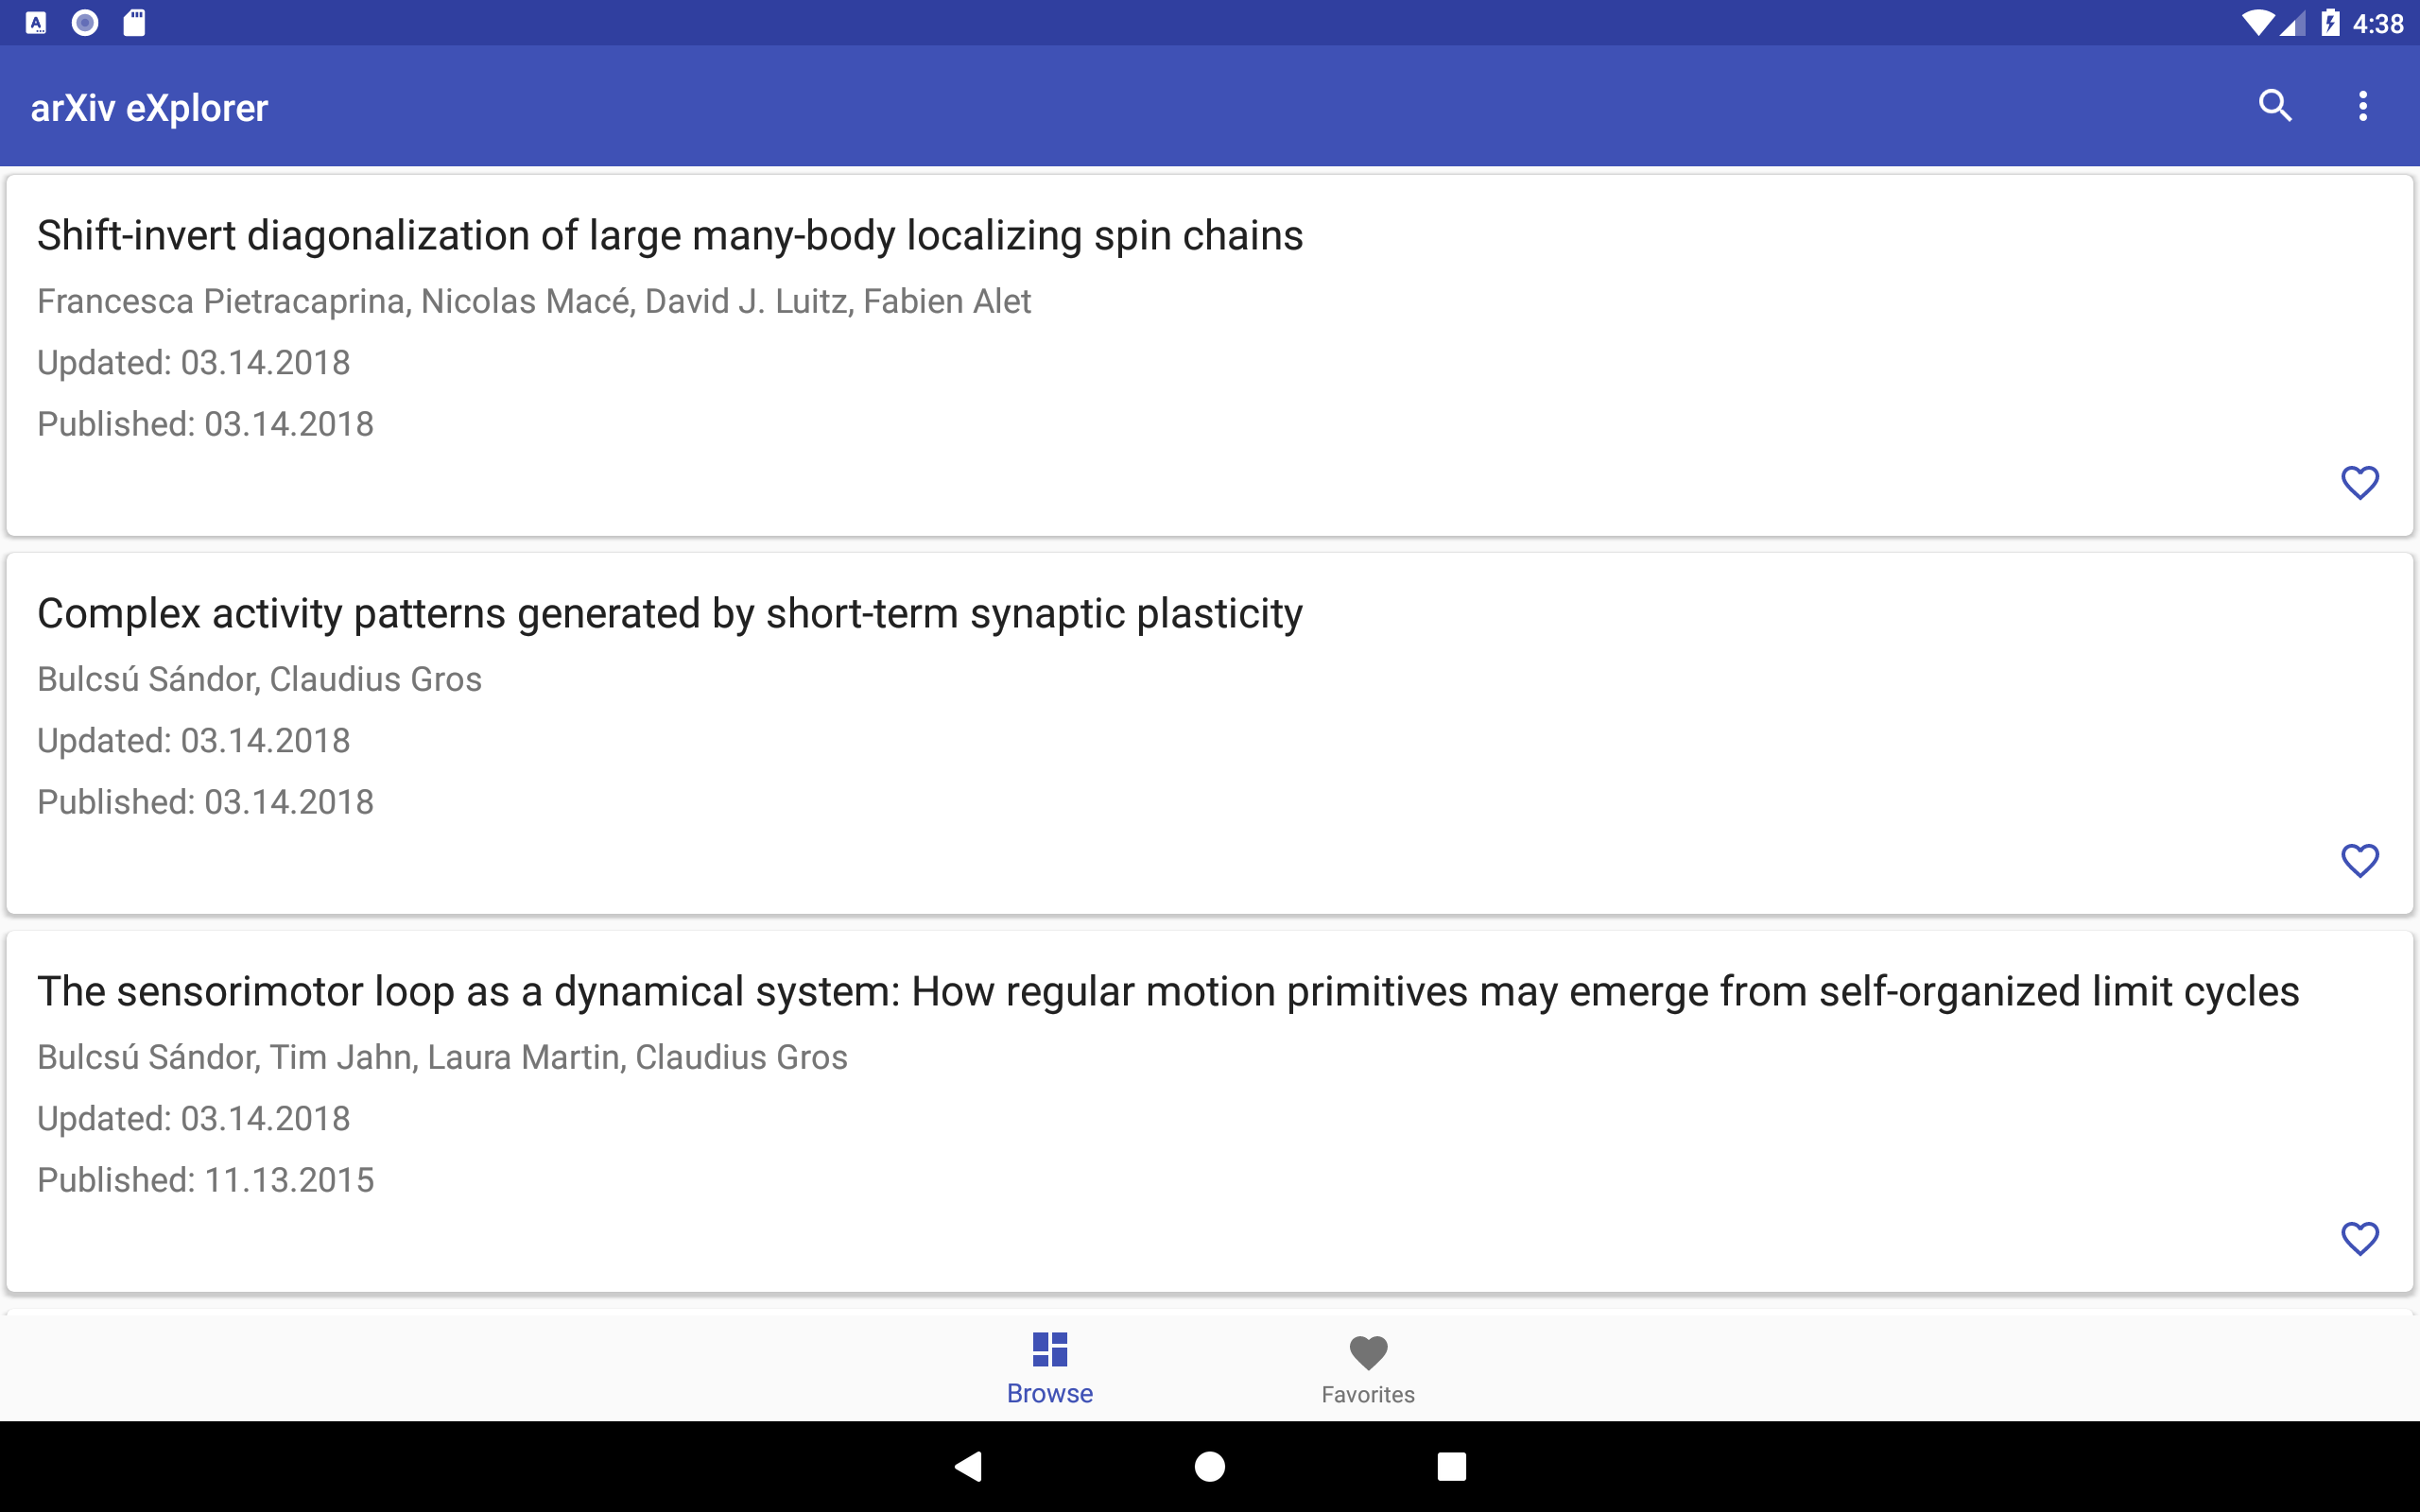 4:38
arXiv eXplorer
Shift-invert diagonalization of large many-body localizing spin chains
Francesca Pietracaprina, Nicolas Macé, David J. Luitz, Fabien Alet
Updated: 03.14.2018
Published: 03.14.2018
Complex activity patterns generated by short-term synaptic plasticity
Bulcsú Sándor, Claudius Gros
Updated: 03.14.2018
Published: 03.14.2018
The sensorimotor loop as a dynamical system: How regular motion primitives may emerge from self-organized limit cycles
Bulcsú Sándor, Tim Jahn, Laura Martin, Claudius Gros
Updated: 03.14.2018
Published: 11.13.2015
Browse
Favorites